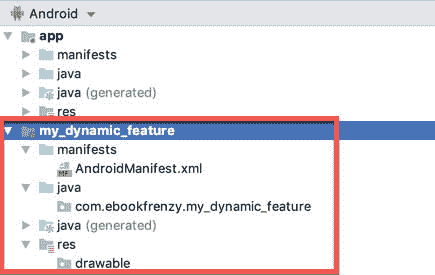 Android
app
manifests
java
java (generated)
res
my_dynamic_feature
manifests
MF
AndroidManifest.xml
java
com.ebookfrenzy.my_dynamic_feature
java (generated)
res
drawable